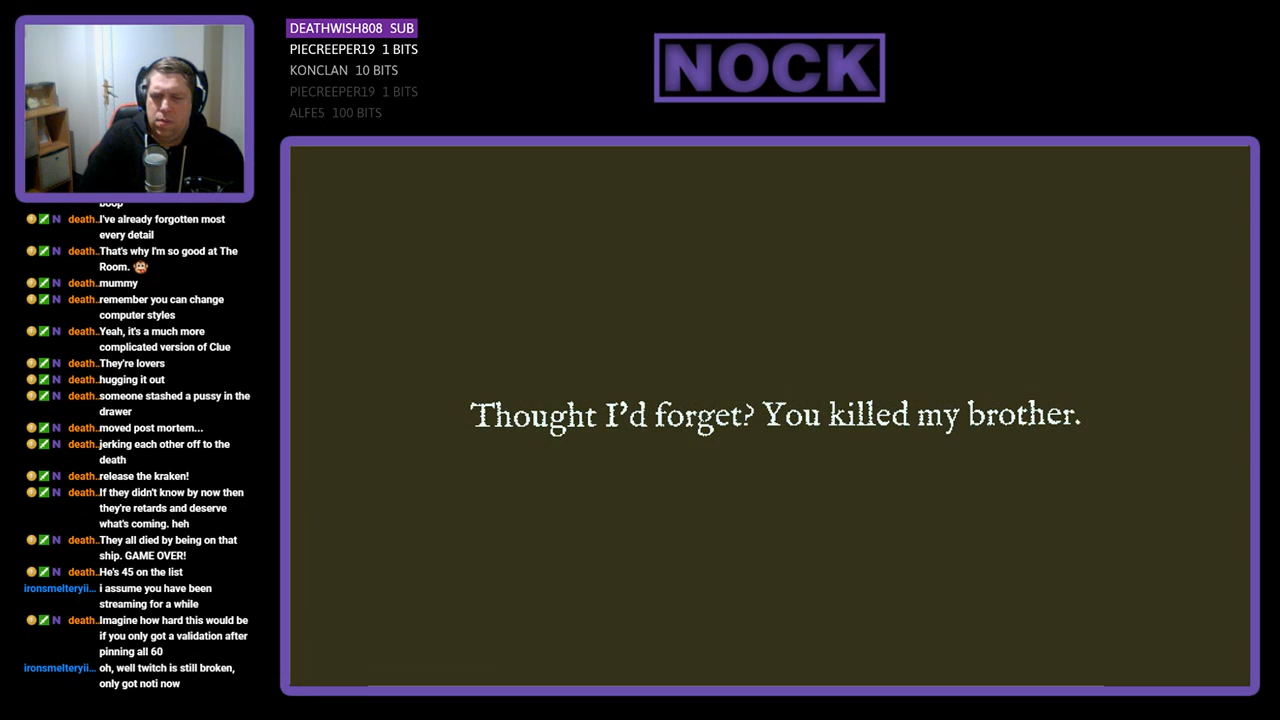 DEATHWISH808 SUB
PIECREEPER19 1 BITS
KONCLAN 10 BITS
PIECREEPER19 1 BITS
ALFE5 100 BITS
NOCK
boop
death..I've already forgotten most
every detail
death..That's why I'm so good at The
Room.
death..mummy
death..remember you can change
computer styles
death..Yeah, it's a much more
complicated version of Clue
death..They're lovers
death..hugging it out
death..someone stashed a pussy in the
drawer
death..moved post mortem...
death..jerking each other off to the
death
death..release the kraken!
death..If they didn't know by now then
they're retards and deserve
what's coming. heh
death..They all died by being on that
ship. GAME OVER!
death..He's 45 on the list
ironsmelteryii... i assume you have been
streaming for a while
death..Imagine how hard this would be
if you only got a validation after
pinning all 60
ironsmelteryii... oh, well twitch is still broken,
only got noti now
Thought I'd forget? You killed my brother.